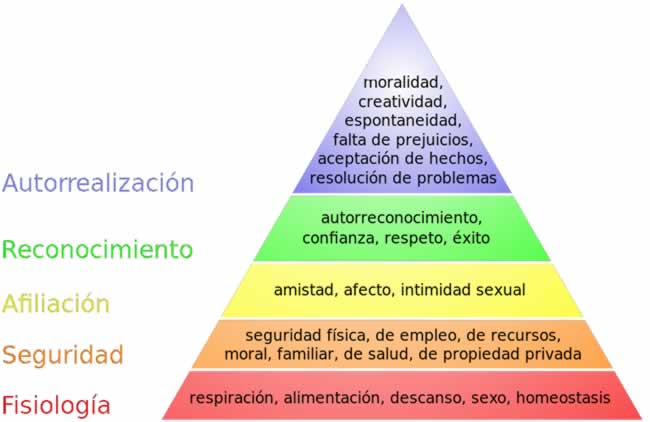 moralidad,
creatividad,
espontaneidad,
falta de prejuicios,
aceptación de hechos,
resolución de problemas
Autorrealización
autorreconocimiento,
confianza, respeto, éxito
Reconocimiento
amistad, afecto, intimidad sexual
Afiliación
seguridad física, de empleo, de recursos,
moral, familiar, de salud, de propiedad privada
Seguridad
respiración, alimentación, descanso, sexo, homeostasis
Fisiología